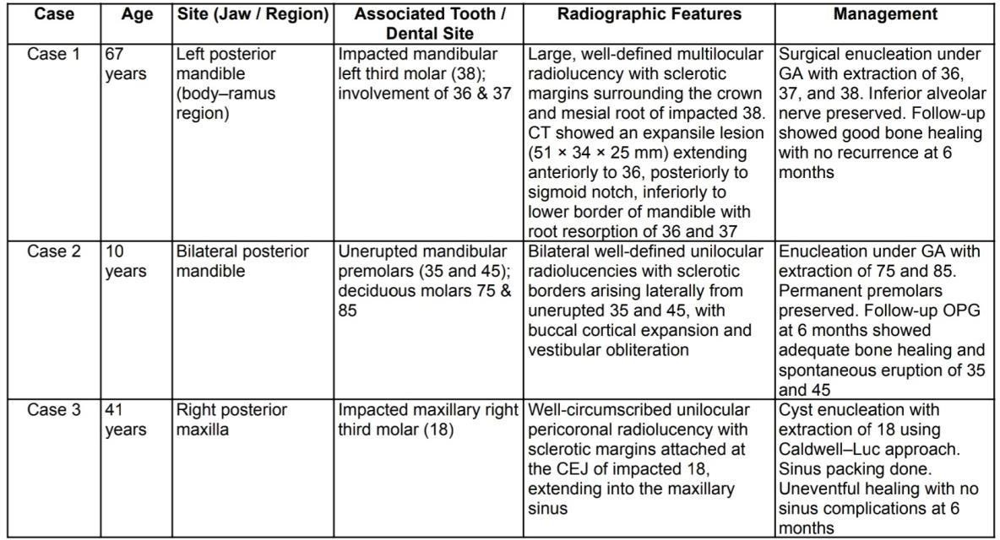 Case Age Site (Jaw / Region) Associated Tooth / Dental Site Radiographic Features Management
Case 1
67
years
Left posterior
mandible
(body–ramus
region)
Impacted mandibular
left third molar (38);
involvement of 36 & 37
Large, well-defined multilocular
radiolucency with sclerotic
margins surrounding the crown
and mesial root of impacted 38.
CT showed an expansile lesion
(51 × 34 × 25 mm) extending
anteriorly to 36, posteriorly to
sigmoid notch, inferiorly to
lower border of mandible with
root resorption of 36 and 37
Surgical enucleation under
GA with extraction of 36,
37, and 38. Inferior alveolar
nerve preserved. Follow-up
showed good bone healing
with no recurrence at 6
months
Case 2
10
years
Bilateral posterior
mandible
Unerupted mandibular
premolars (35 and 45);
deciduous molars 75 &
85
Bilateral well-defined unilocular
radiolucencies with sclerotic
borders arising laterally from
unerupted 35 and 45, with
buccal cortical expansion and
vestibular obliteration
Enucleation under GA with
extraction of 75 and 85.
Permanent premolars
preserved. Follow-up OPG
at 6 months showed
adequate bone healing and
spontaneous eruption of 35
and 45
Case 3
41
years
Right posterior
maxilla
Impacted maxillary right
third molar (18)
Well-circumscribed unilocular
pericoronal radiolucency with
sclerotic margins attached at
the CEJ of impacted 18,
extending into the maxillary
sinus
Cyst enucleation with
extraction of 18 using
Caldwell–Luc approach.
Sinus packing done.
Uneventful healing with no
sinus complications at 6
months